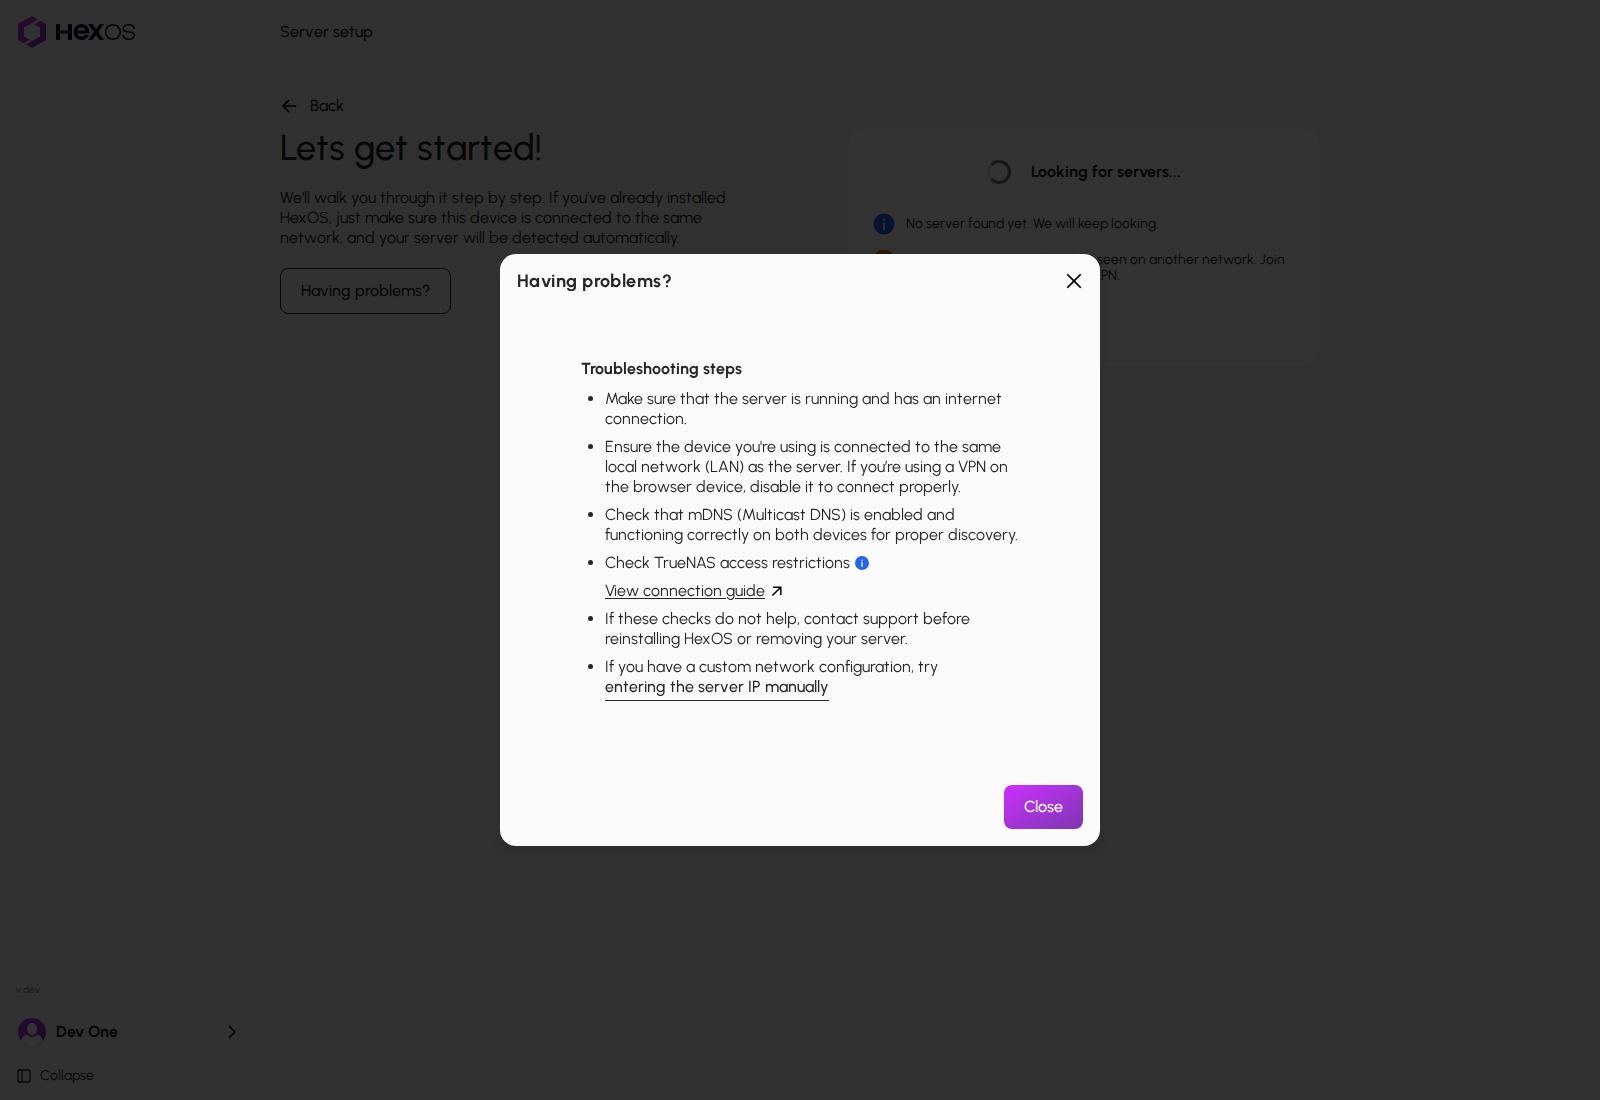 HexOS
Server setup
Back
Lets get started!
We'll walk you through it step by step. If you've already installed
HexOS, just make sure this device is connected to the same
network, and your server will be detected automatically.
Having problems?
Looking for servers...
No server found yet. We will keep looking.
seen on another network. Join
PN.
Having problems?
Troubleshooting steps
Make sure that the server is running and has an internet
connection.
Ensure the device you're using is connected to the same
local network (LAN) as the server. If you're using a VPN on
the browser device, disable it to connect properly.
Check that mDNS (Multicast DNS) is enabled and
functioning correctly on both devices for proper discovery.
Check TrueNAS access restrictions
View connection guide
If these checks do not help, contact support before
reinstalling HexOS or removing your server.
If you have a custom network configuration, try
entering the server IP manually
Close
v.dev
Dev One
Collapse